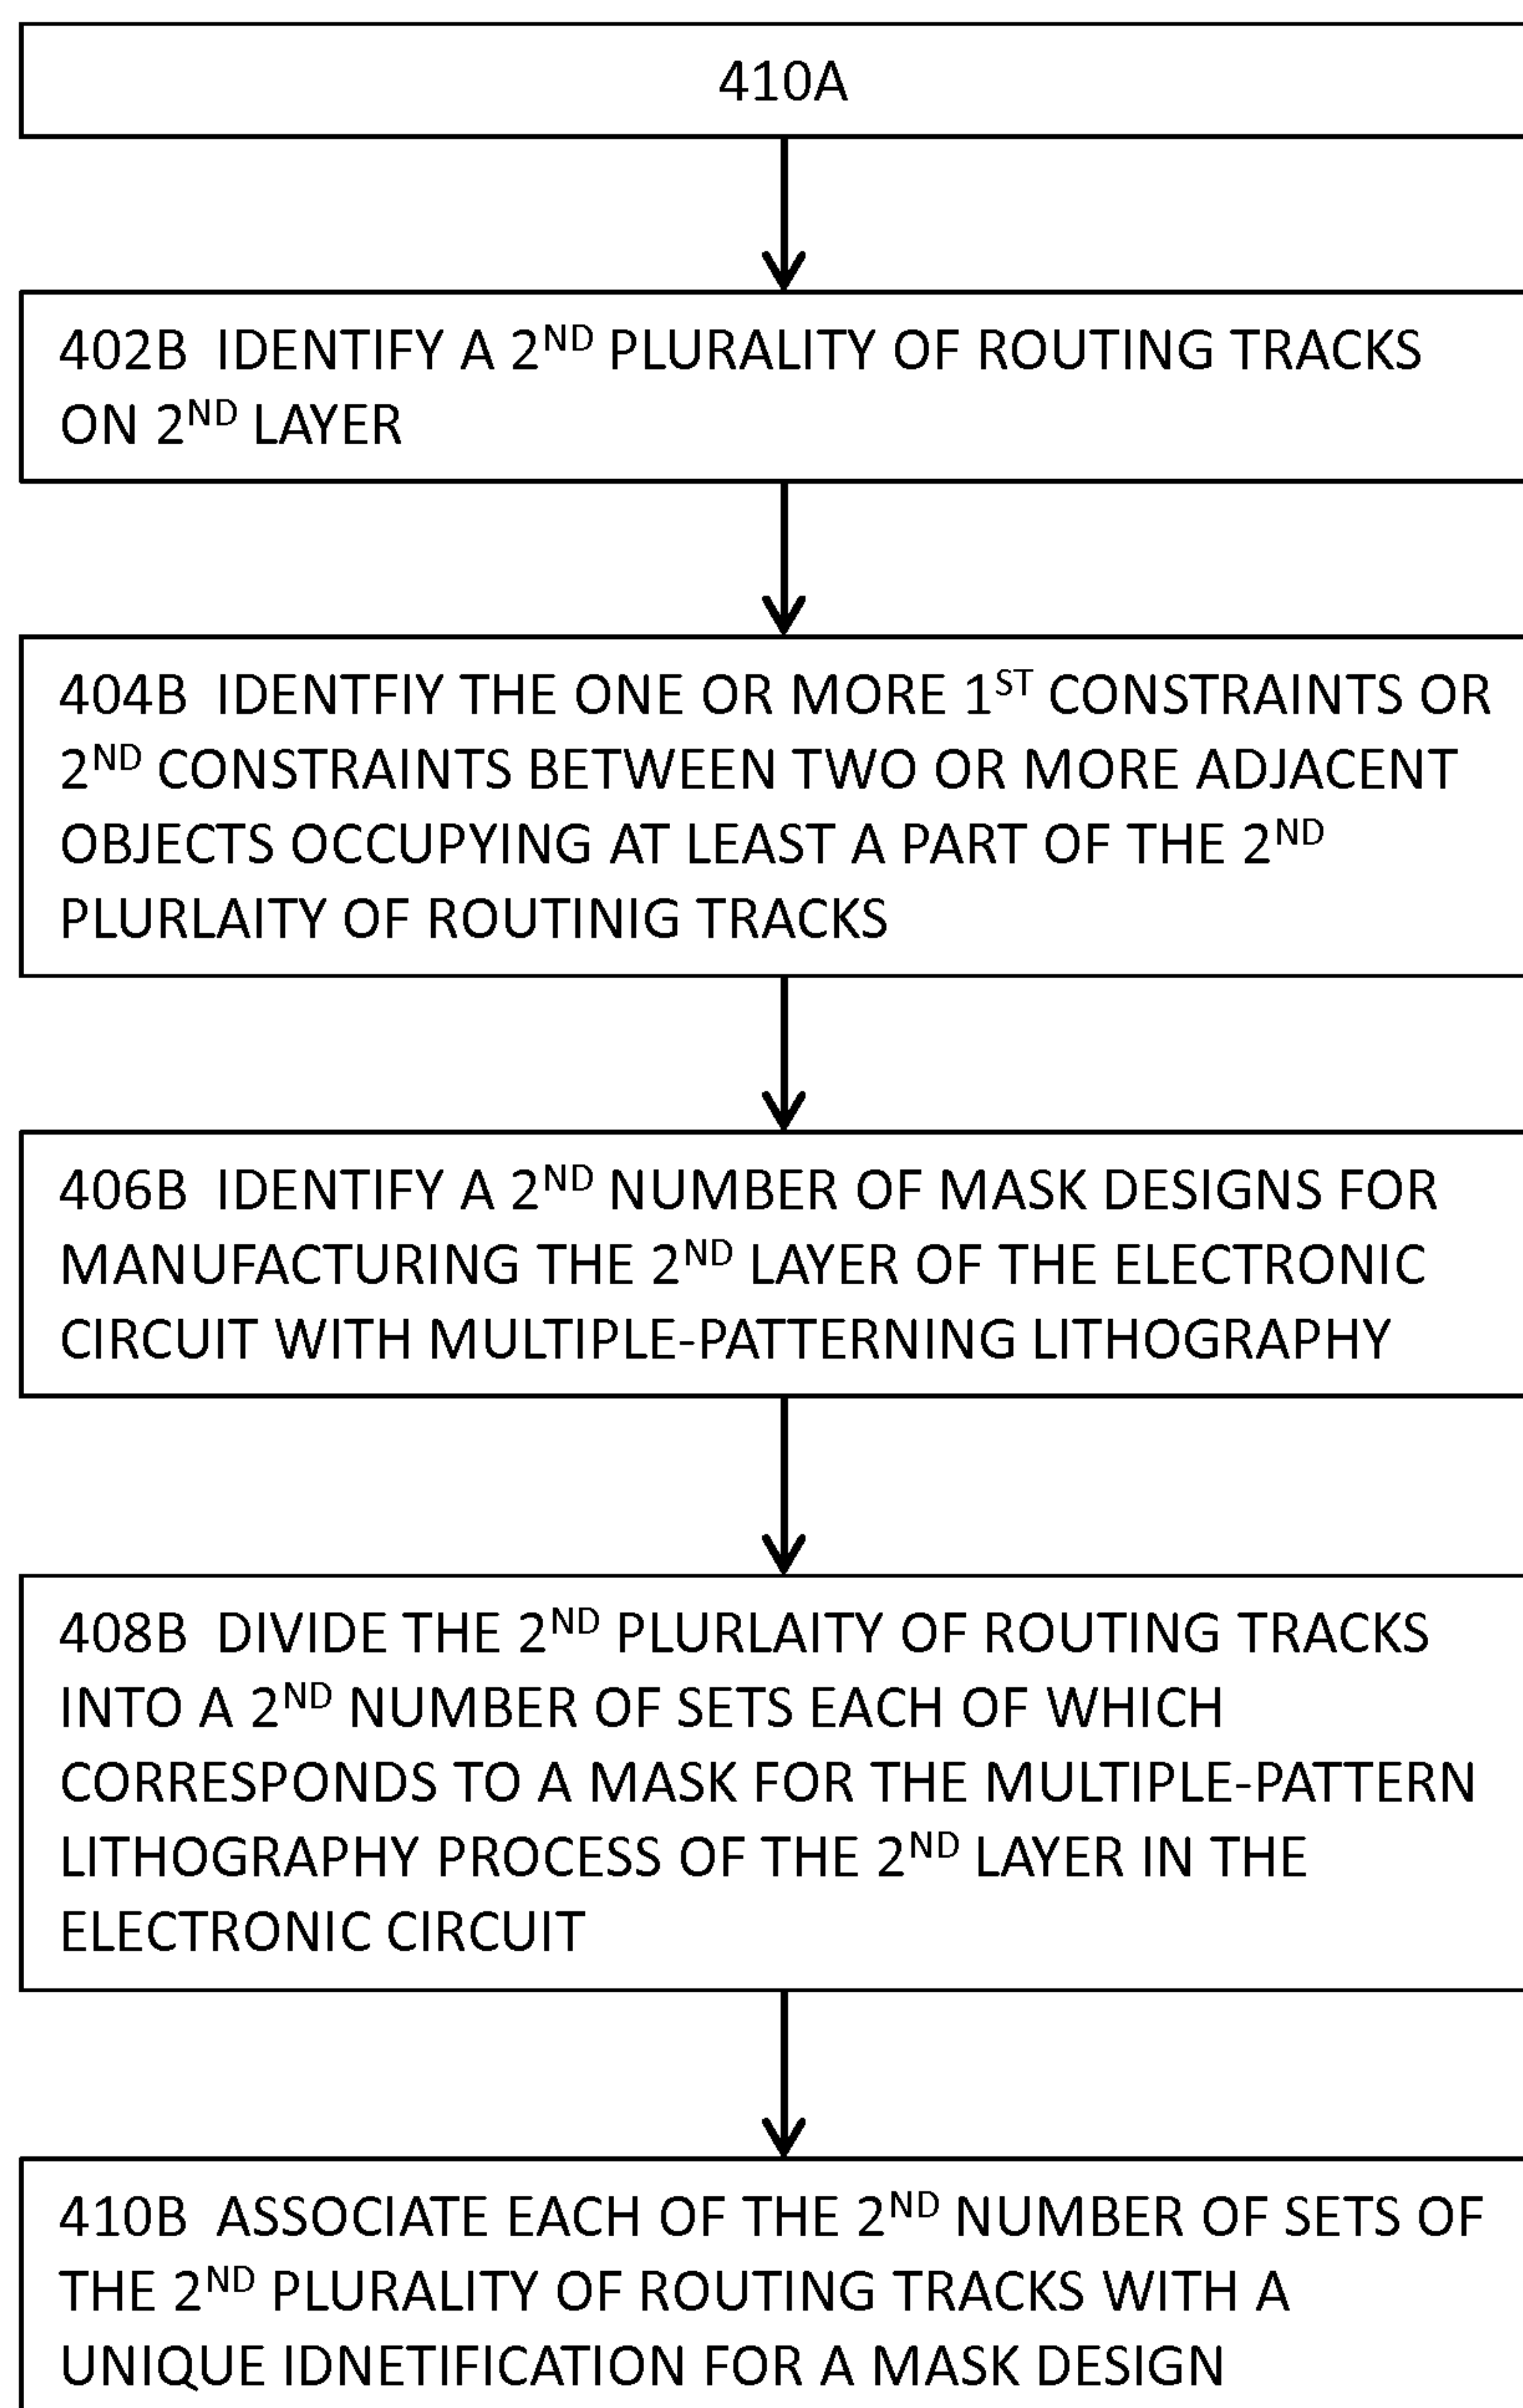 410A
402B IDENTIFY A 2ND PLURALITY OF ROUTING TRACKS
ON 2ND LAYER
404B IDENTFIY THE ONE OR MORE 1ST CONSTRAINTS OR
2ND CONSTRAINTS BETWEEN TWO OR MORE ADJACENT
OBJECTS OCCUPYING AT LEAST A PART OF THE 2ND
PLURLAITY OF ROUTINIG TRACKS
406B IDENTIFY A 2ND NUMBER OF MASK DESIGNS FOR
MANUFACTURING THE 2ND LAYER OF THE ELECTRONIC
CIRCUIT WITH MULTIPLE-PATTERNING LITHOGRAPHY
408B DIVIDE THE 2ND PLURLAITY OF ROUTING TRACKS
INTO A 2ND NUMBER OF SETS EACH OF WHICH
CORRESPONDS TO A MASK FOR THE MULTIPLE-PATTERN
LITHOGRAPHY PROCESS OF THE 2ND LAYER IN THE
ELECTRONIC CIRCUIT
410B ASSOCIATE EACH OF THE 2ND NUMBER OF SETS OF
THE 2ND PLURALITY OF ROUTING TRACKS WITH A
UNIQUE IDNETIFICATION FOR A MASK DESIGN